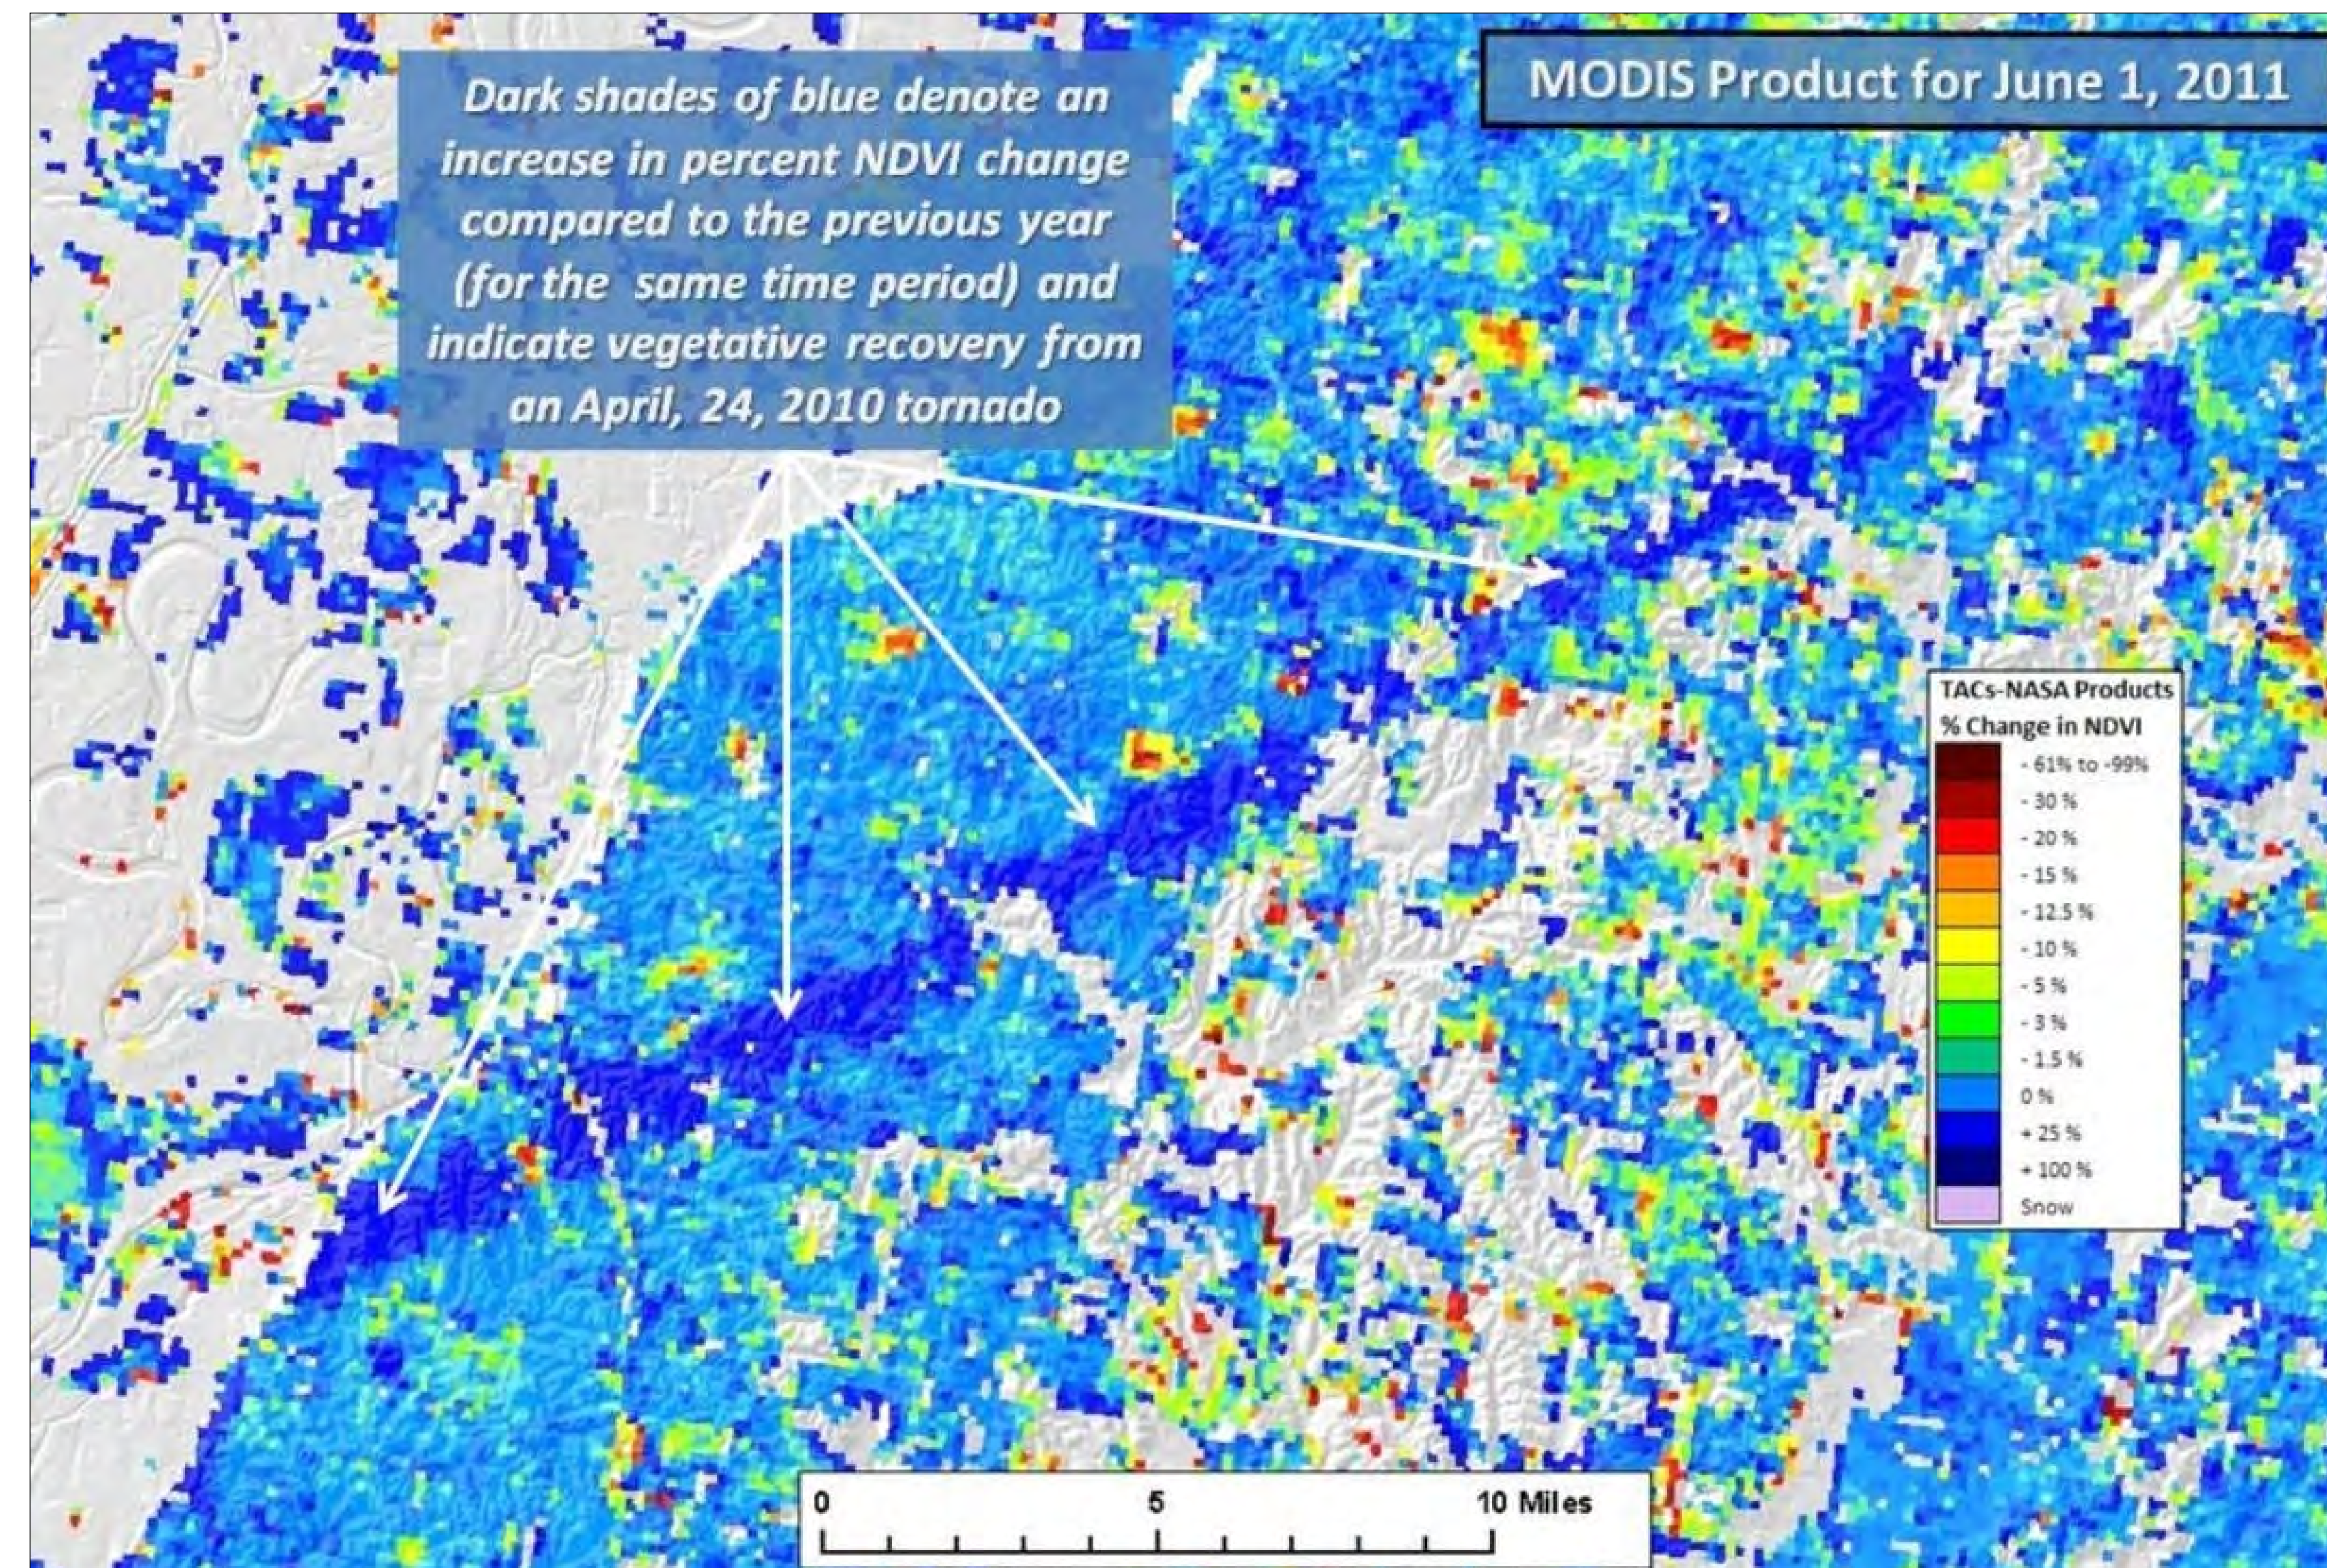 Dark shades of blue denote an
increase in percent NDVI change
compared to the previous year
(for the same time period) and
indicate vegetative recovery from
an April, 24, 2010 tornado
MODIS Product for June 1, 2011
TACs-NASA Products
% Change in NDVI
- 61% to -99%
- 30 %
- 20 %
- 15 %
- 12.5 %
- 10 %
- 5 %
- 3 %
- 1.5 %
0 %
+ 25 %
+ 100 %
Snow
0 5 10 Miles